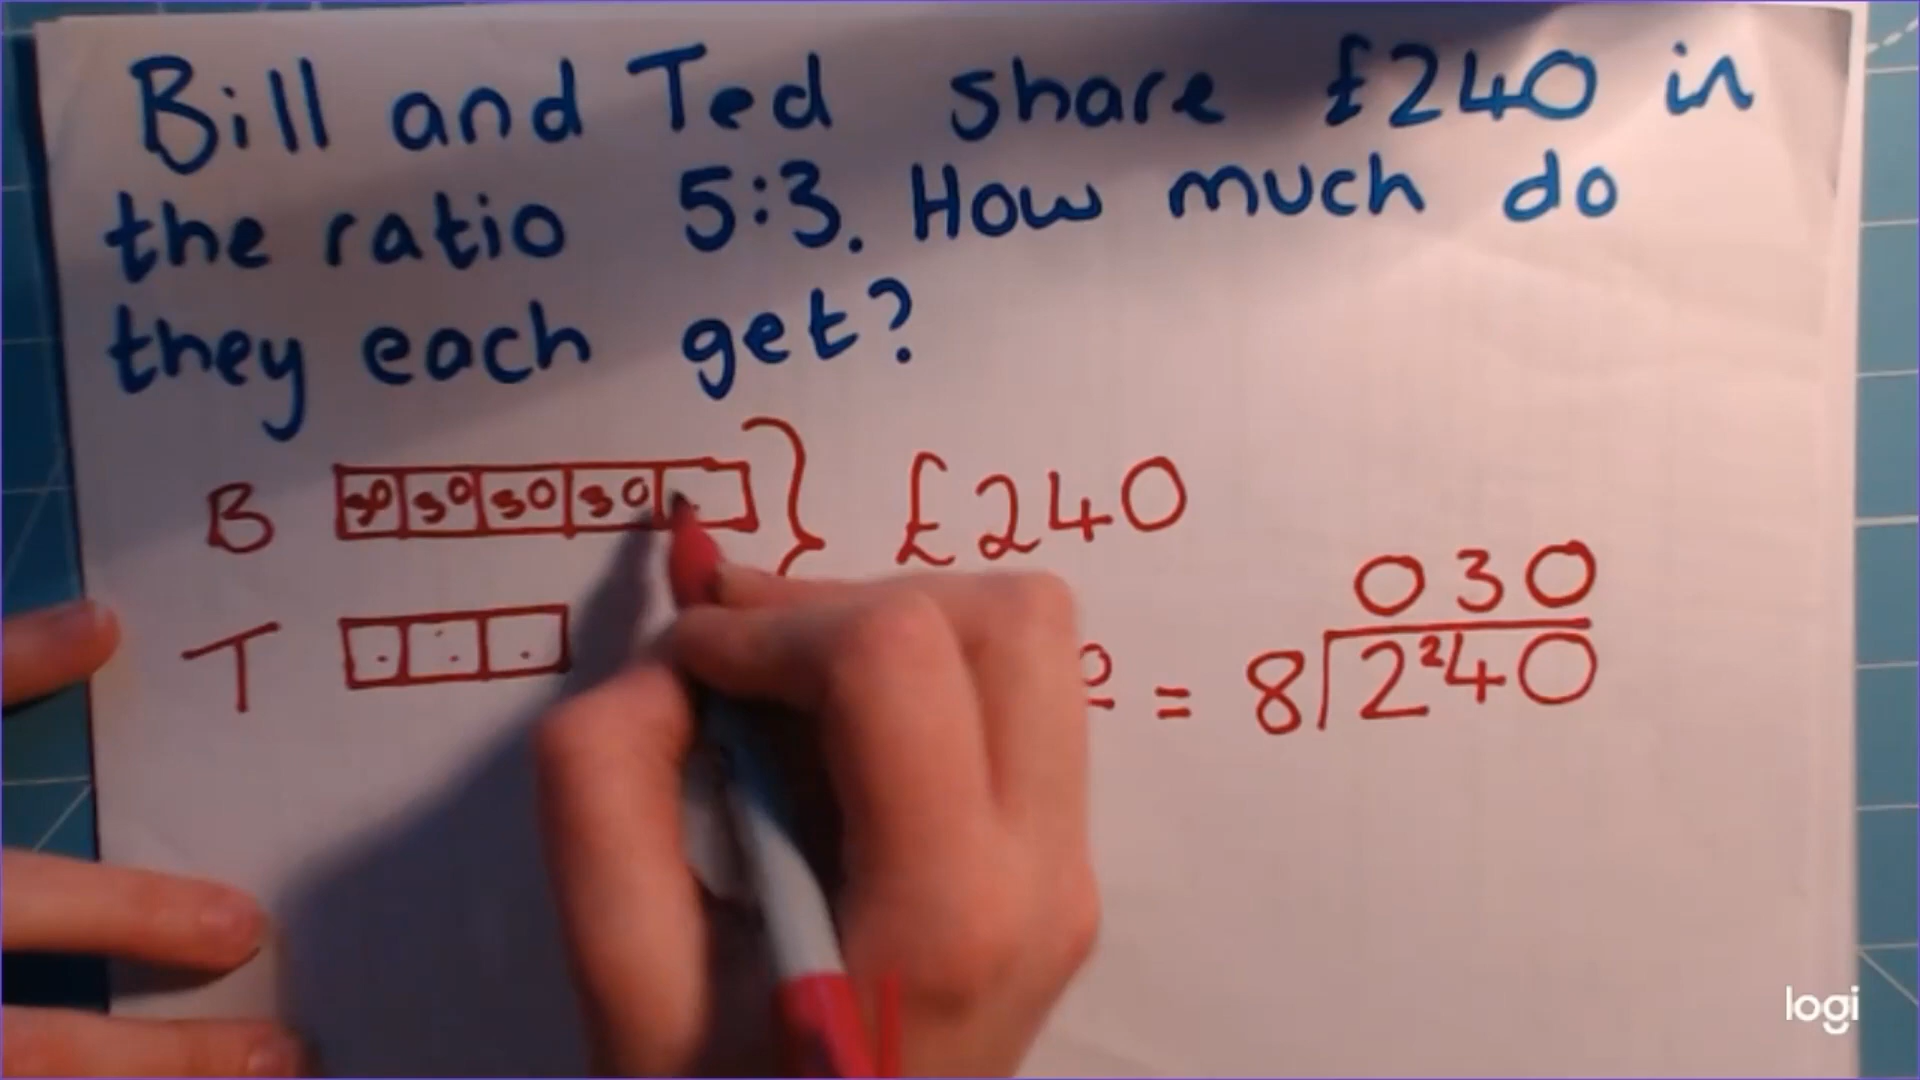 Bill and Ted share £240 in
the ratio 5:3. How much do
they each get?
B 30 30 30 30 } £240
030
T = 8 2²40
logi